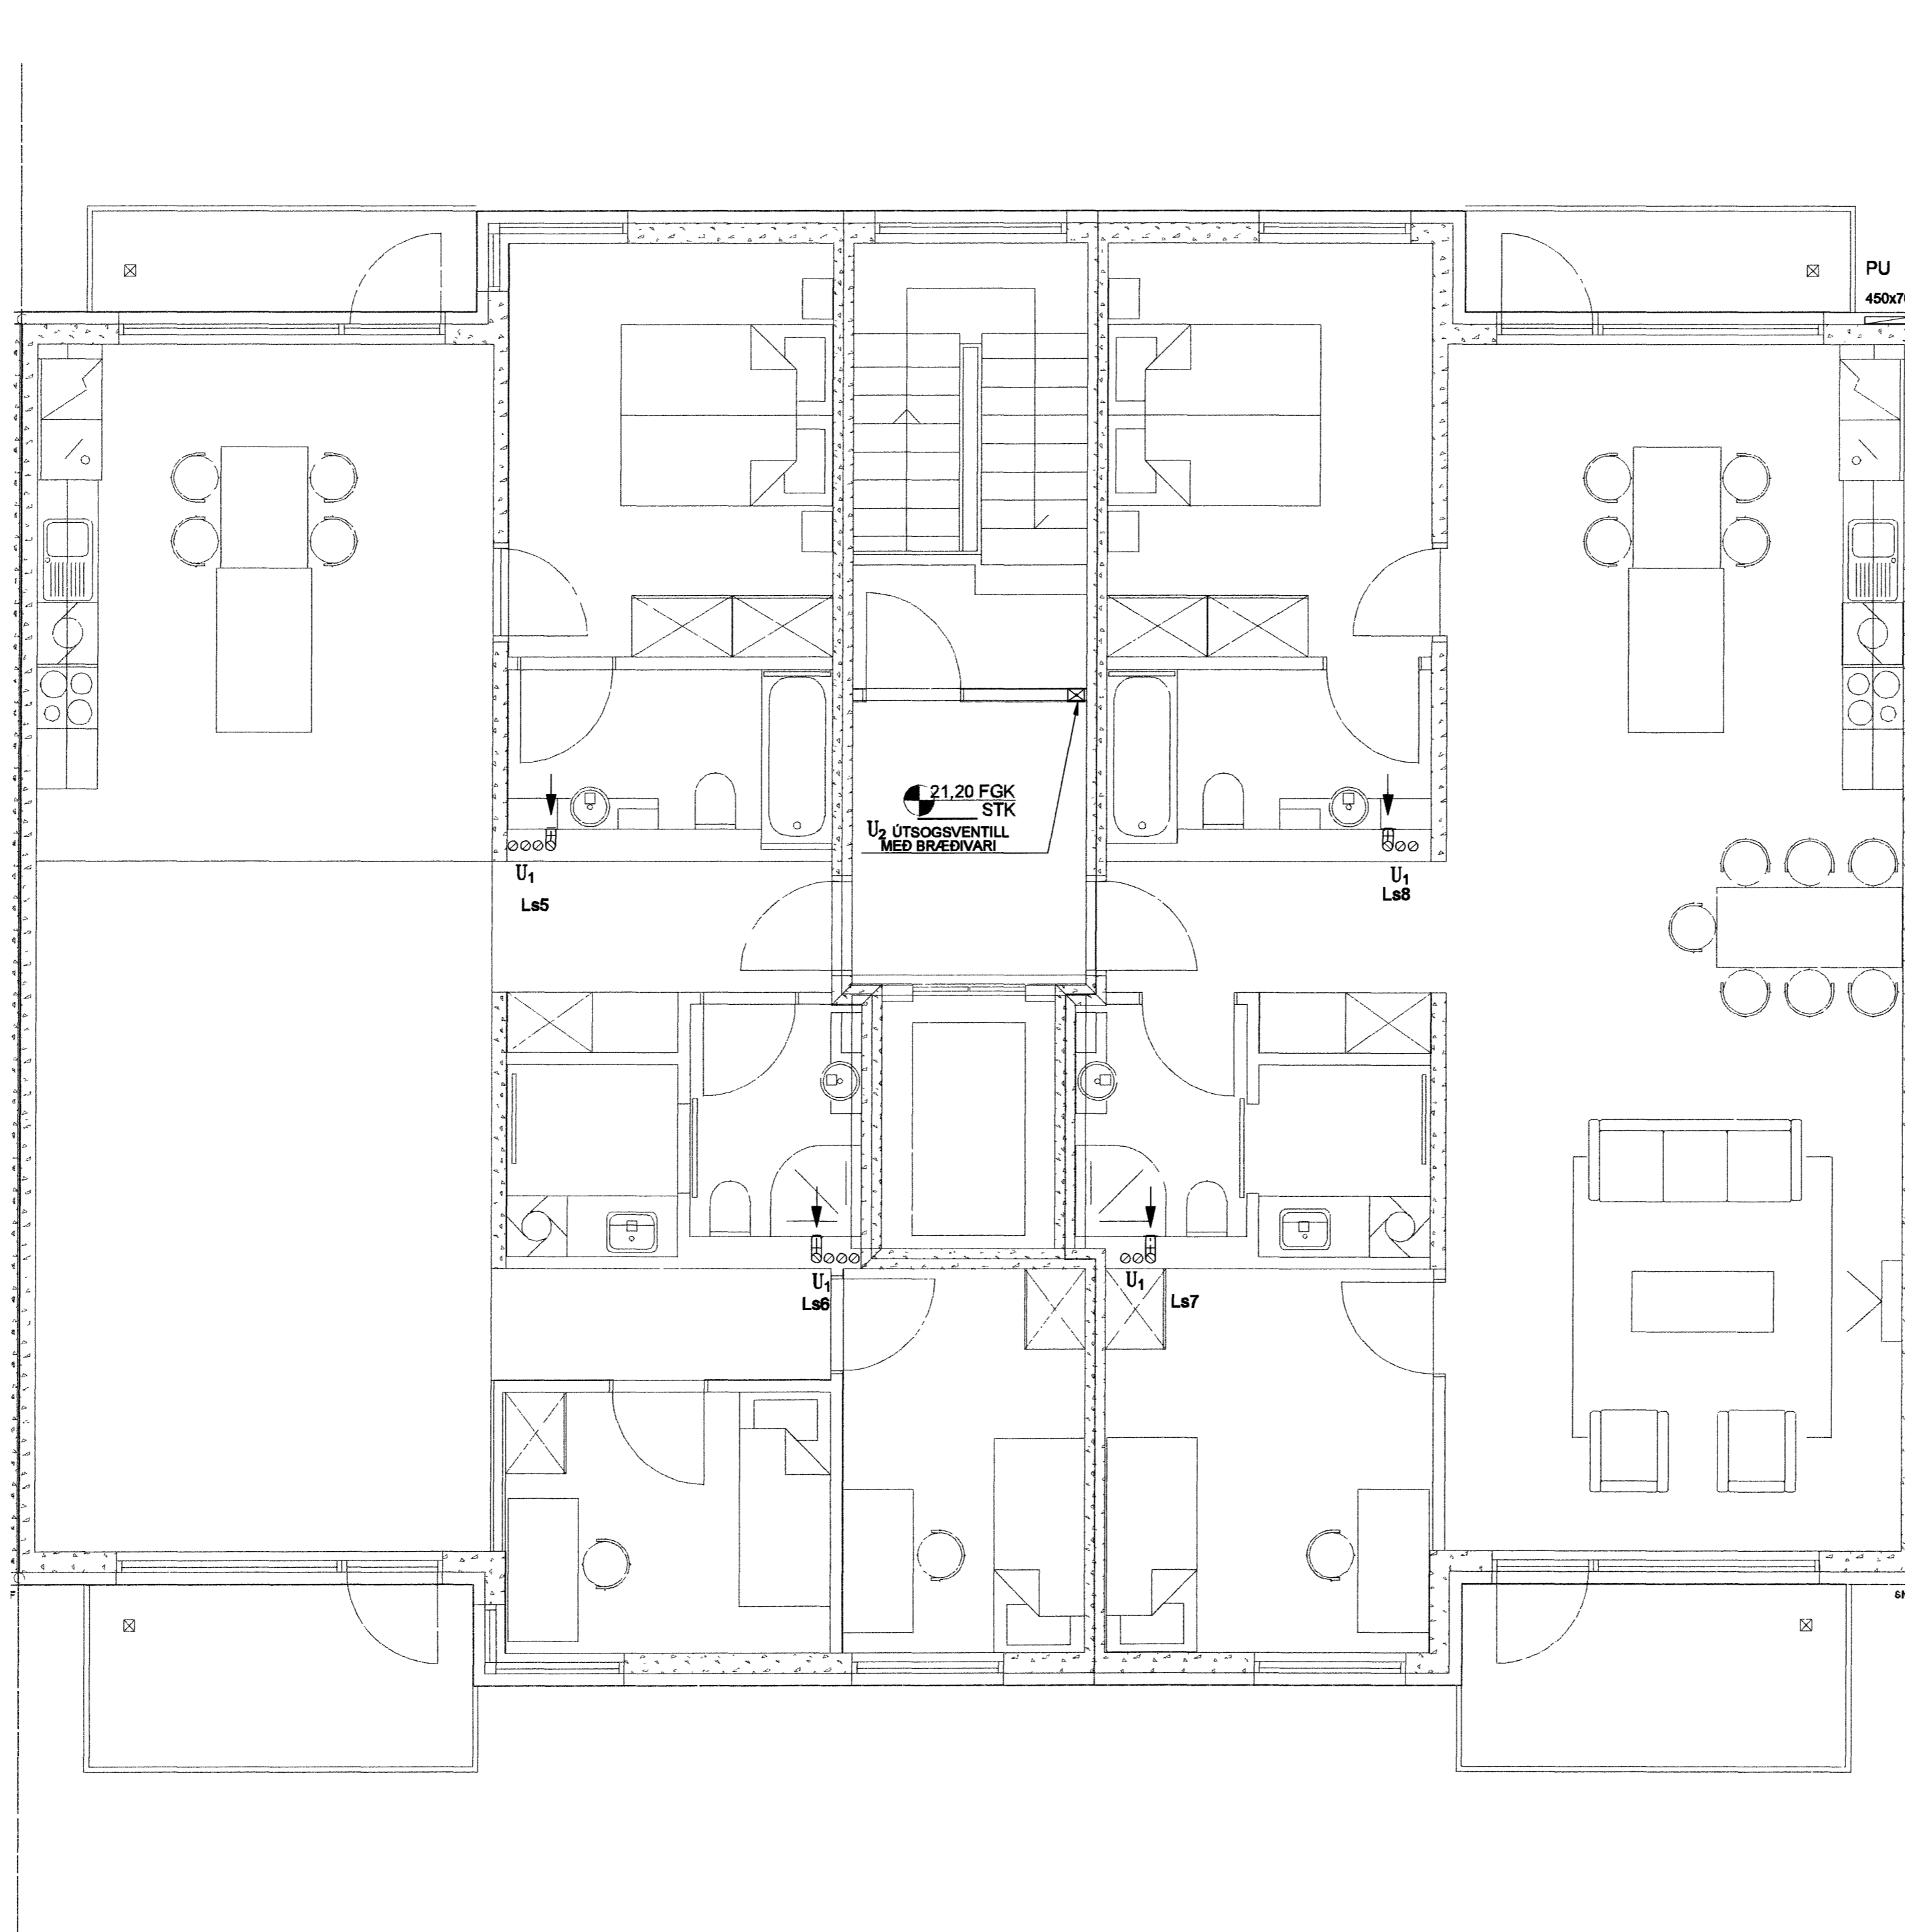 PU
450x70
21,20 FGK
STK
U₂ ÚTSOGSVENTILL
MEÐ BRÆÐIVARI
U₁
Ls5
U₁
Ls8
U₁
Ls6
U₁
Ls7